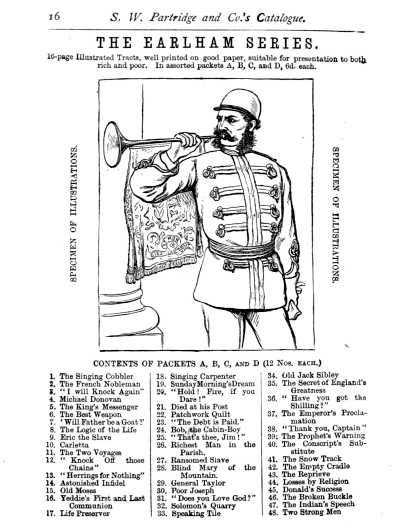 16
S. W. Partridge and Co.'s Catalogue.
THE EARLHAM SERIES.
16-page Illustrated Tracts, well printed on good paper, suitable for presentation to both
rich and poor. In assorted packets A, B, C, and D, 6d. each.
SPECIMEN OF ILLUSTRATIONS.
SPECIMEN OF ILLUSTRATIONS.
CONTENTS OF PACKETS A, B, C, AND D (12 Nos. EACH.)
1. The Singing Cobbler
2. The French Nobleman
3. "I will Knock Again"
4. Michael Donovan
5. The King's Messenger
6. The Best Weapon
7. 'Will Father be a Goat?'
8. The Logic of the Life
9. Eric the Slave
10. Carletta
11. The Two Voyages
12. "Knock Off those
Chains"
13. "Herrings for Nothing"
14. Astonished Infidel
15. Old Moses
16. Yeddie's First and Last
Communion
17. Life Preserver
18. Singing Carpenter
19. Sunday Morning's Dream
20, "Hold! Fire, if you
Dare!"
21. Died at his Post
22. Patchwork Quilt
23. "The Debt is Paid."
24. Bob, the Cabin-Boy
25. "That's thee, Jim!"
26. Richest Man in the
Parish.
27. Ransomed Slave
28. Blind Mary of the
Mountain.
29. General Taylor
30. Poor Joseph
31. "Does you Love God?"
32. Solomon's Quarry
33. Speaking Tile
34. Old Jack Sibley
35. The Secret of England's
Greatness
36. "Have you got the
Shilling?"
37. The Emperor's Procla-
mation
38. "Thank you, Captain"
39. The Prophet's Warning
40. The Conscript's Sub-
stitute
41. The Snow Track
42. The Empty Cradle
43. The Reprieve
44. Losses by Religion
45. Donald's Success
46. The Broken Buckle
47. The Indian's Speech
48. Two Strong Men